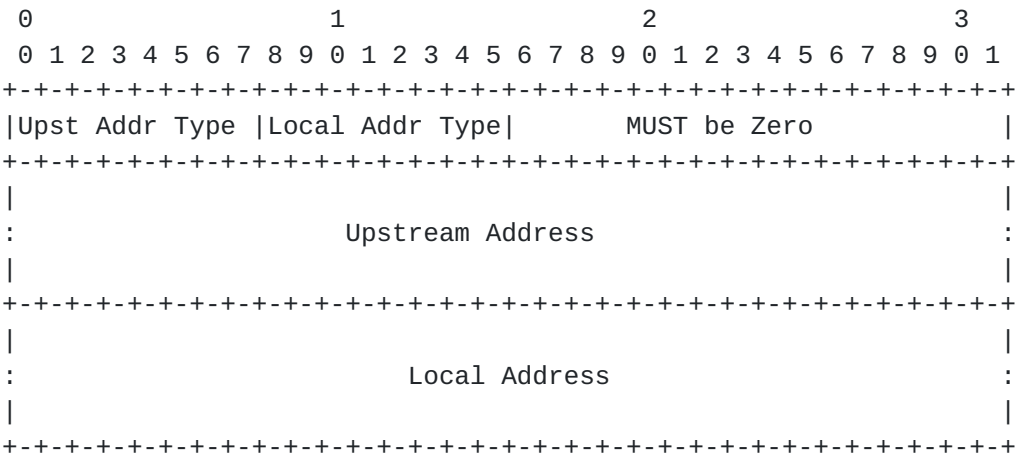 0                   1                   2                   3
 0 1 2 3 4 5 6 7 8 9 0 1 2 3 4 5 6 7 8 9 0 1 2 3 4 5 6 7 8 9 0 1
+-+-+-+-+-+-+-+-+-+-+-+-+-+-+-+-+-+-+-+-+-+-+-+-+-+-+-+-+-+-+-+-+
|Upst Addr Type |Local Addr Type|       MUST be Zero            |
+-+-+-+-+-+-+-+-+-+-+-+-+-+-+-+-+-+-+-+-+-+-+-+-+-+-+-+-+-+-+-+-+
|                                                               |
:                     Upstream Address                          :
|                                                               |
+-+-+-+-+-+-+-+-+-+-+-+-+-+-+-+-+-+-+-+-+-+-+-+-+-+-+-+-+-+-+-+-+
|                                                               |
:                         Local Address                         :
|                                                               |
+-+-+-+-+-+-+-+-+-+-+-+-+-+-+-+-+-+-+-+-+-+-+-+-+-+-+-+-+-+-+-+-+